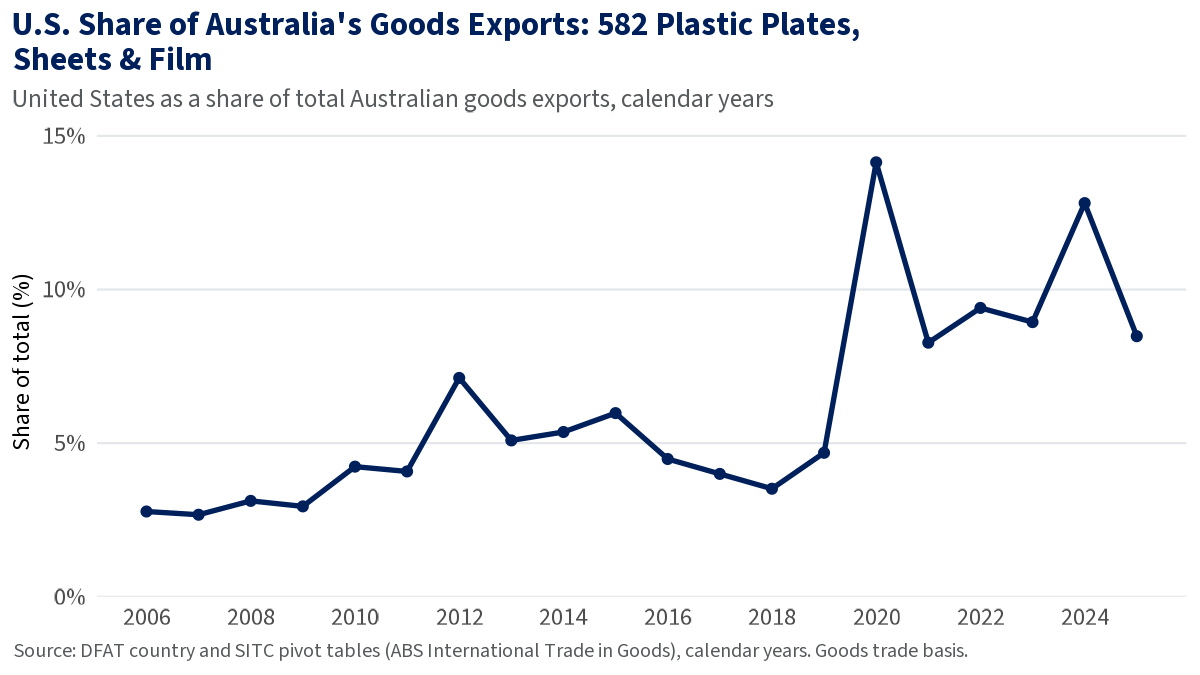 U.S. Share of Australia's Goods Exports: 582 Plastic Plates,
Sheets & Film
United States as a share of total Australian goods exports, calendar years
Share of total (%)
15%
10%
5%
0%
2006 2008 2010 2012 2014 2016 2018 2020 2022 2024
Source: DFAT country and SITC pivot tables (ABS International Trade in Goods), calendar years. Goods trade basis.